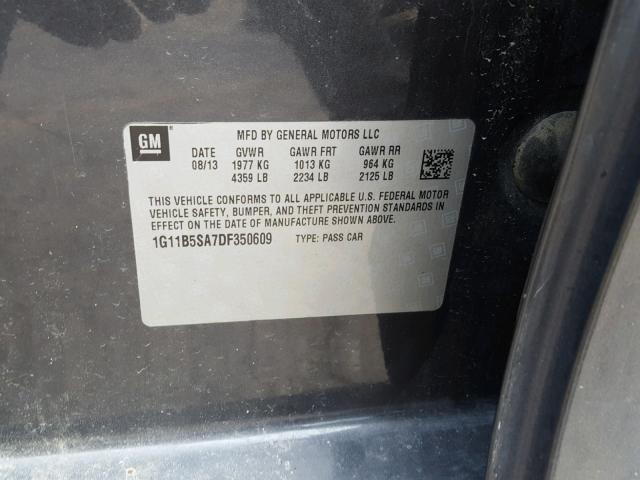 GM
MFD BY GENERAL MOTORS LLC
DATE GVWR GAWR FRT GAWR RR
08/13 1977 KG 1013 KG 964 KG
4359 LB 2234 LB 2125 LB
THIS VEHICLE CONFORMS TO ALL APPLICABLE U.S. FEDERAL MOTOR
VEHICLE SAFETY, BUMPER, AND THEFT PREVENTION STANDARDS IN
EFFECT ON THE DATE OF MANUFACTURE SHOWN ABOVE.
1G11B5SA7DF350609 TYPE: PASS CAR